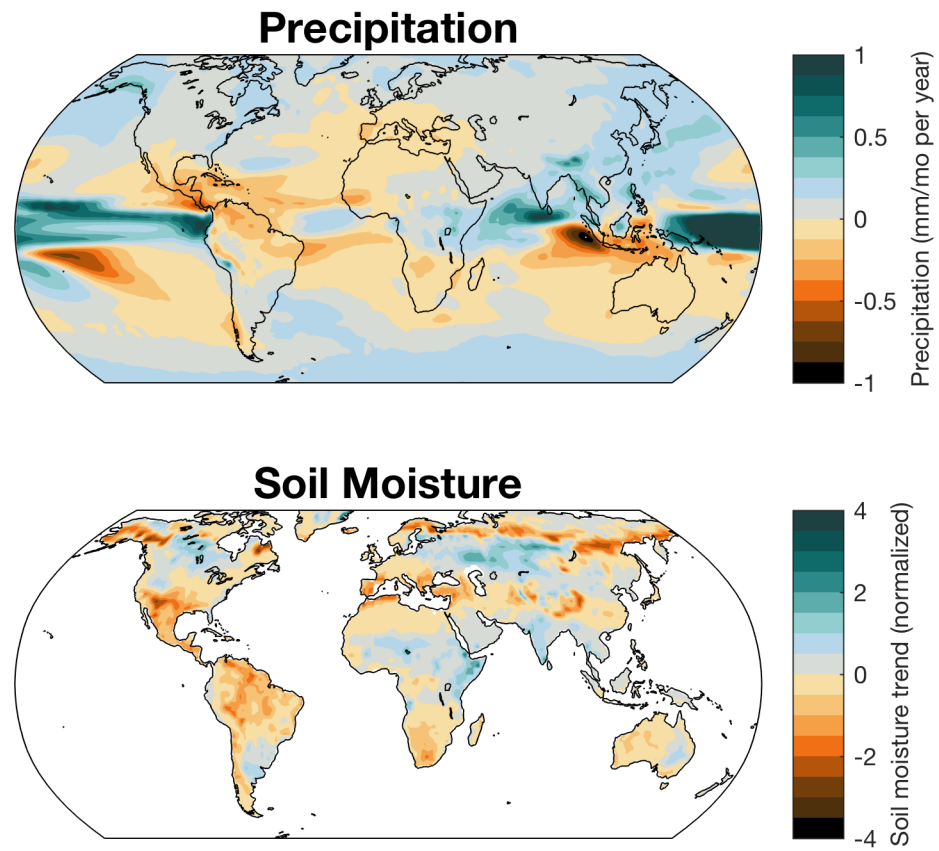 Precipitation
1
0.5
0
-0.5
-1
Precipitation (mm/mo per year)
Soil Moisture
4
2
0
-2
-4
Soil moisture trend (normalized)